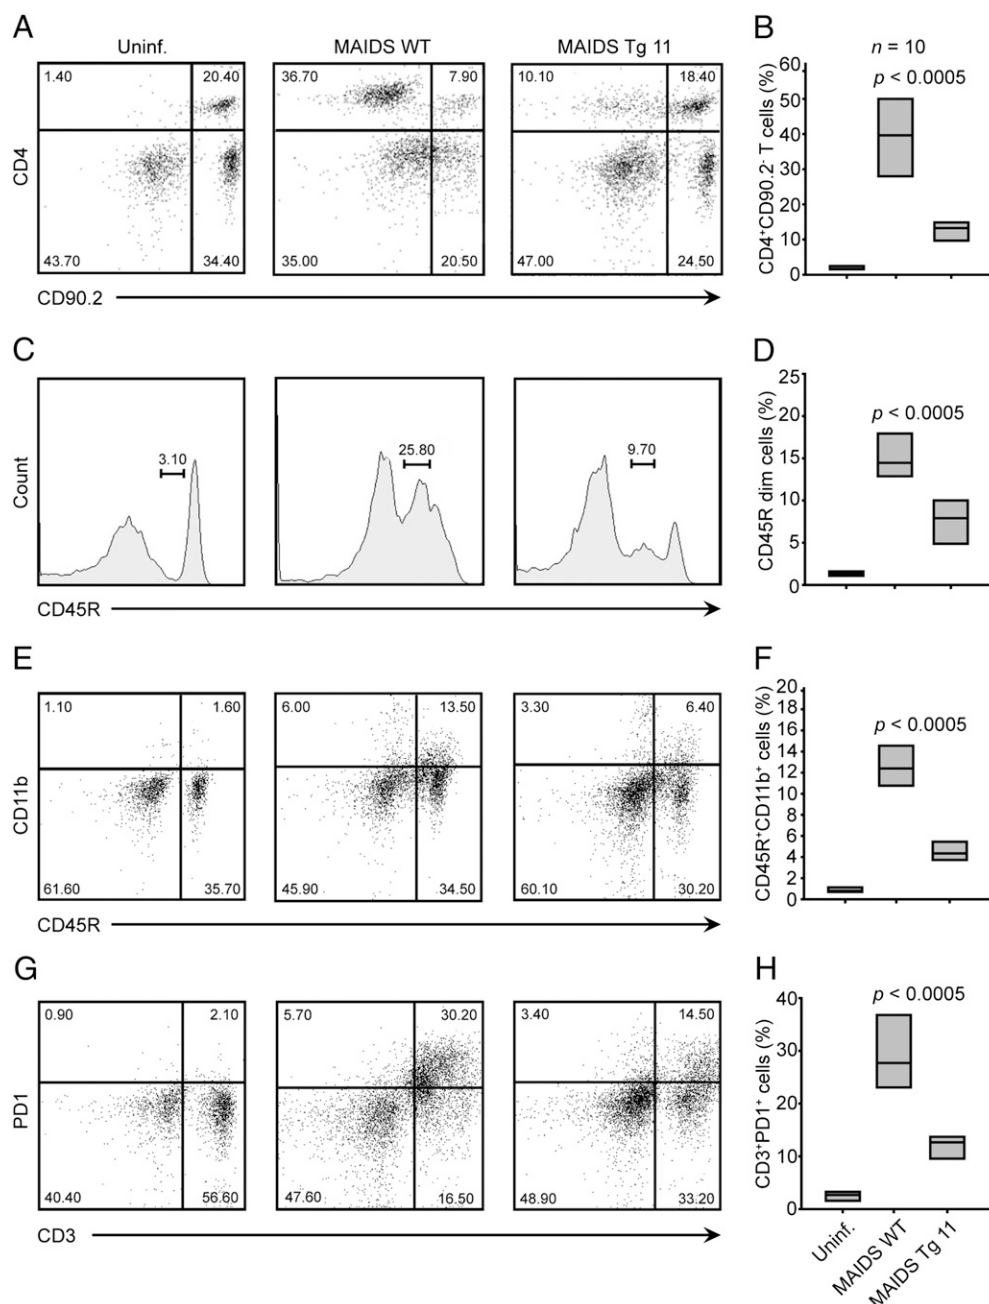 A
Uninf.
MAIDS WT
MAIDS Tg 11
CD4
1.40 20.40
43.70 34.40
36.70 7.90
35.00 20.50
10.10 18.40
47.00 24.50
CD90.2
B
n = 10
p < 0.0005
CD4+CD90.2- T cells (%)
60
50
40
30
20
10
0
C
Count
3.10
25.80
9.70
CD45R
D
p < 0.0005
CD45R dim cells (%)
25
20
15
10
5
0
E
CD11b
1.10 1.60
61.60 35.70
6.00 13.50
45.90 34.50
3.30 6.40
60.10 30.20
CD45R
F
p < 0.0005
CD45R+CD11b+ cells (%)
20
18
16
14
12
10
8
6
4
2
0
G
PD1
0.90 2.10
40.40 56.60
5.70 30.20
47.60 16.50
3.40 14.50
48.90 33.20
CD3
H
p < 0.0005
CD3+PD1+ cells (%)
40
30
20
10
0
Uninf.
MAIDS WT
MAIDS Tg 11